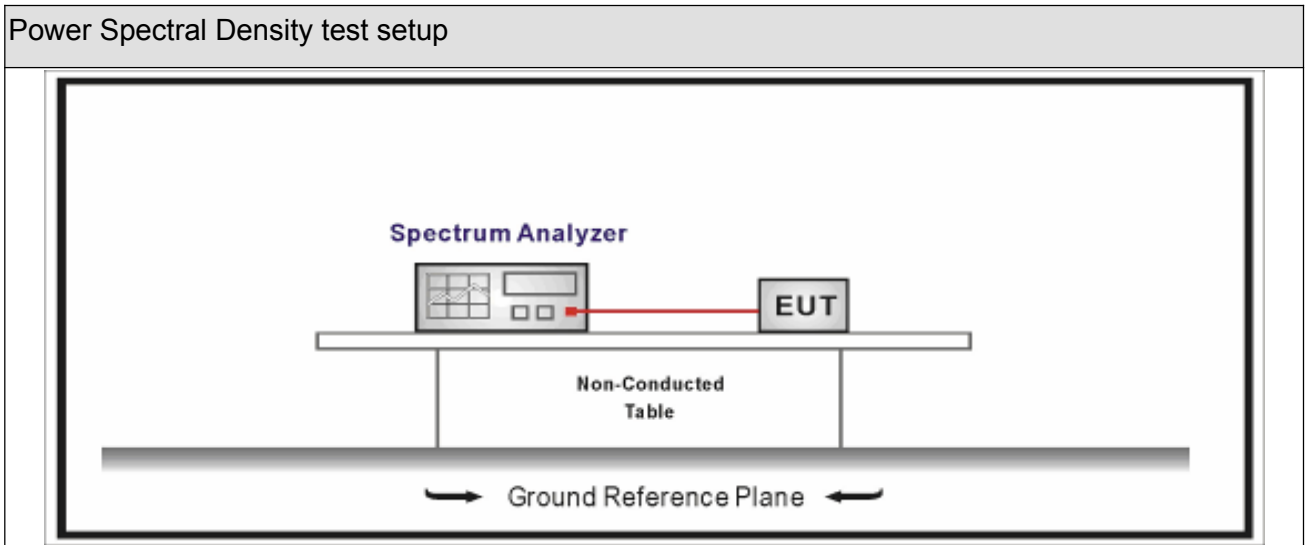 Power Spectral Density test setup
Spectrum Analyzer
EUT
Non-Conducted
Table
Ground Reference Plane